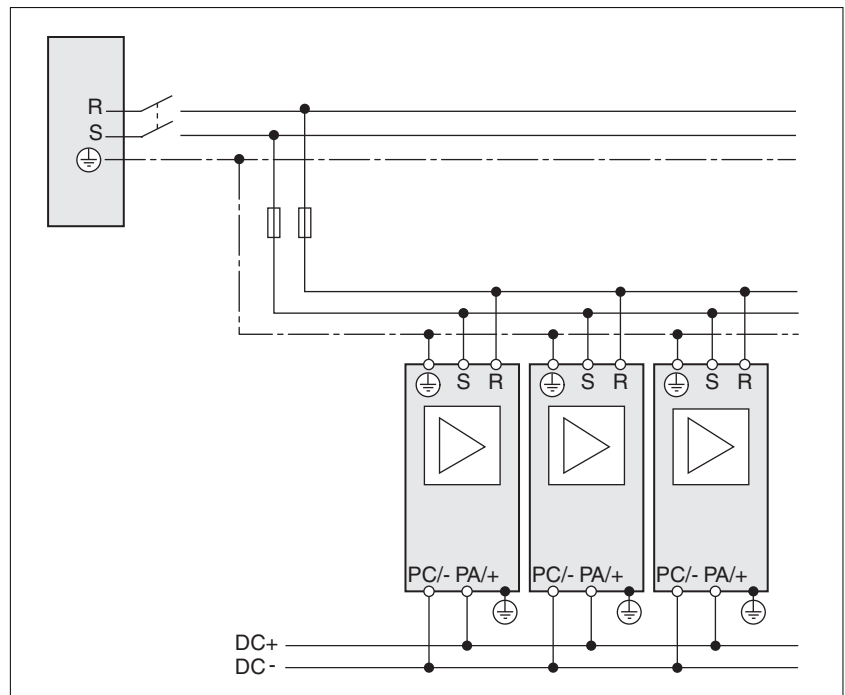 R
S
S R S R S R
PC/- PA/+ PC/- PA/+ PC/- PA/+
DC+
DC-